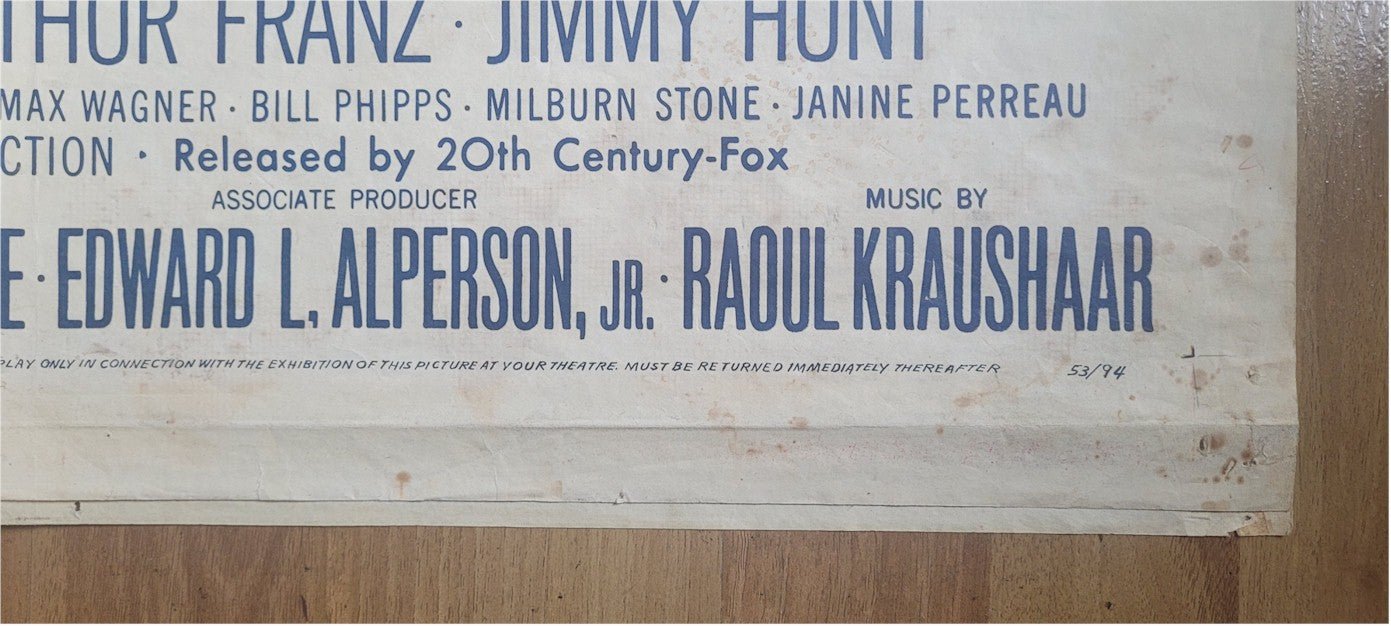 THUR FRANZ · JIMMY HUNT
MAX WAGNER · BILL PHIPPS · MILBURN STONE · JANINE PERREAU
CTION · Released by 20th Century-Fox
ASSOCIATE PRODUCER MUSIC BY
E · EDWARD L. ALPERSON, JR. · RAOUL KRAUSHAAR
PLAY ONLY IN CONNECTION WITH THE EXHIBITION OF THIS PICTURE AT YOUR THEATRE. MUST BE RETURNED IMMEDIATELY THEREAFTER 53/94